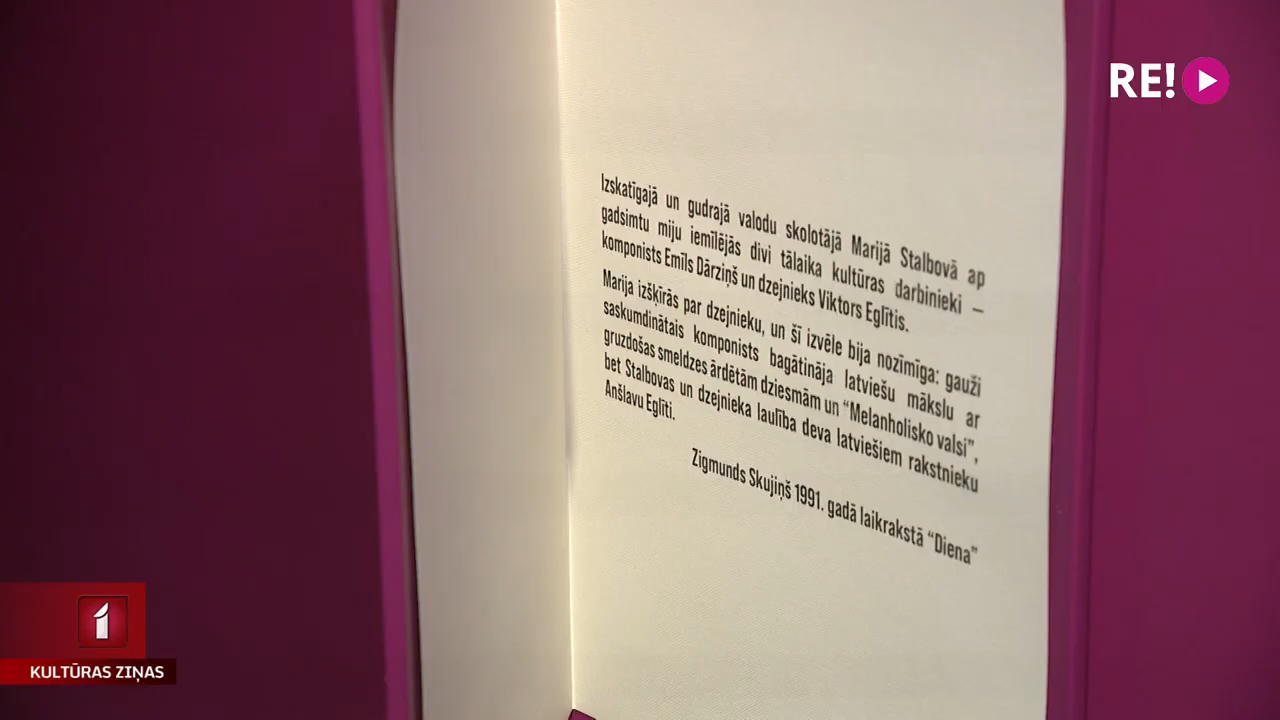 RE!
Izskatīgajā un gudrajā valodu skolotājā Marijā Stalbovā ap
gadsimtu miju iemīlējās divi tālaika kultūras darbinieki –
komponists Emīls Dārziņš un dzejnieks Viktors Eglītis.
Marija izšķīrās par dzejnieku, un šī izvēle bija nozīmīga: gauži
saskumdinātais komponists bagātināja latviešu mākslu ar
gruzdošas smeldzes ārdētām dziesmām un “Melanholisko valsi”,
bet Stalbovas un dzejnieka laulība deva latviešiem rakstnieku
Anšlavu Eglīti.
Zigmunds Skujiņš 1991. gadā laikrakstā “Diena”
1
KULTŪRAS ZIŅAS